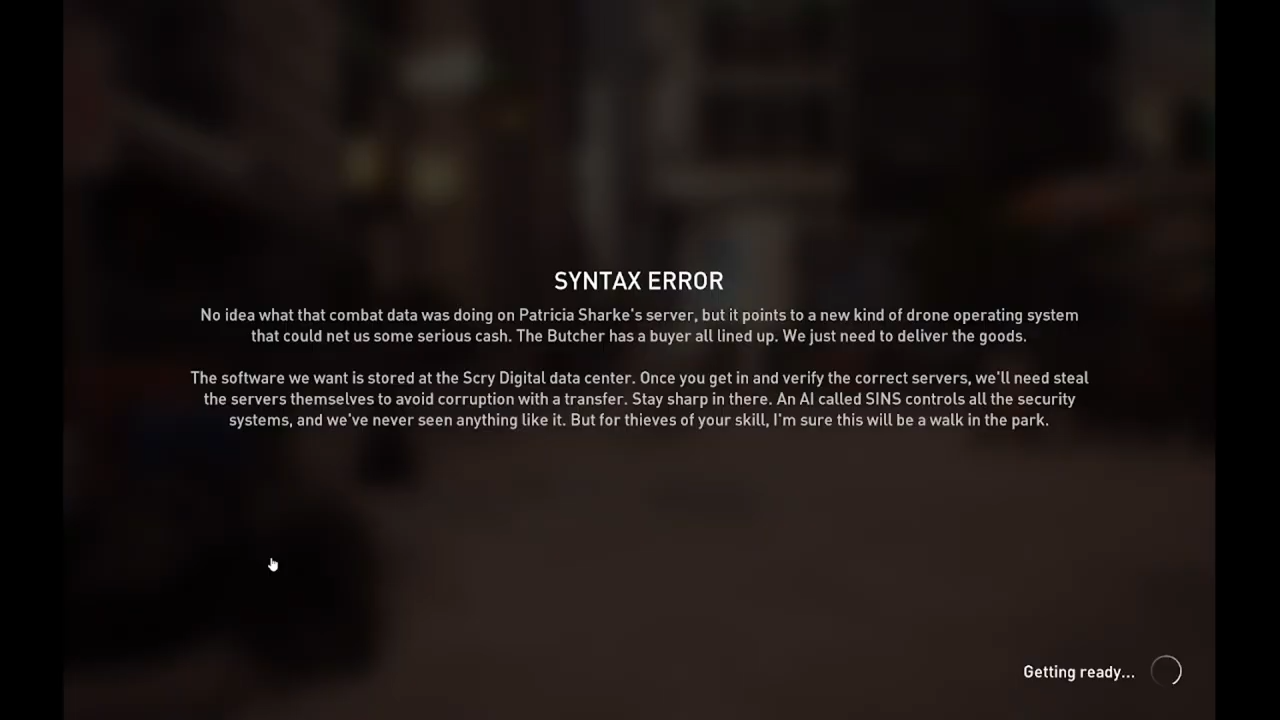 SYNTAX ERROR
No idea what that combat data was doing on Patricia Sharke's server, but it points to a new kind of drone operating system
that could net us some serious cash. The Butcher has a buyer all lined up. We just need to deliver the goods.
The software we want is stored at the Scry Digital data center. Once you get in and verify the correct servers, we'll need steal
the servers themselves to avoid corruption with a transfer. Stay sharp in there. An AI called SINS controls all the security
systems, and we've never seen anything like it. But for thieves of your skill, I'm sure this will be a walk in the park.
Getting ready...